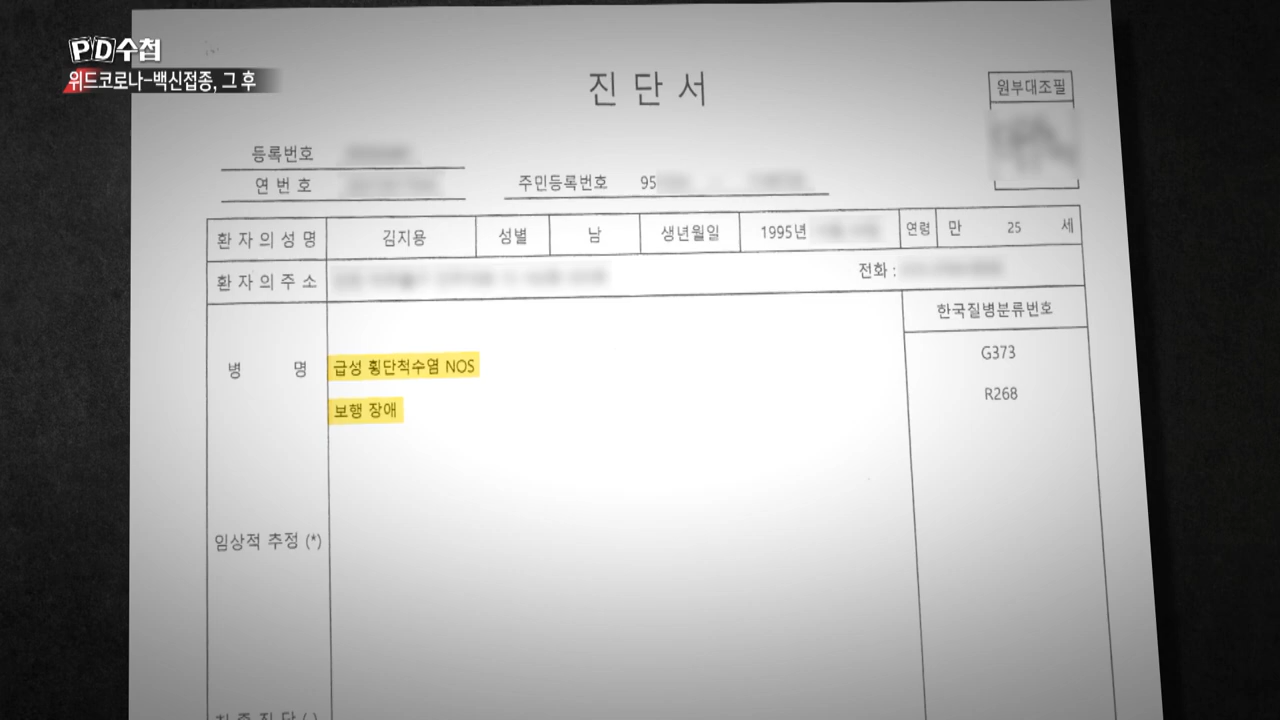 PD수첩
위드코로나-백신접종, 그 후
진 단 서
원부대조필
등록번호
연 번 호
주민등록번호 95
환 자 의 성 명 김지용 성별 남 생년월일 1995년 연령 만 25 세
환 자 의 주 소 전화 :
한국질병분류번호
병 명 급성 횡단척수염 NOS G373
보행 장애 R268
임상적 추정 (*)